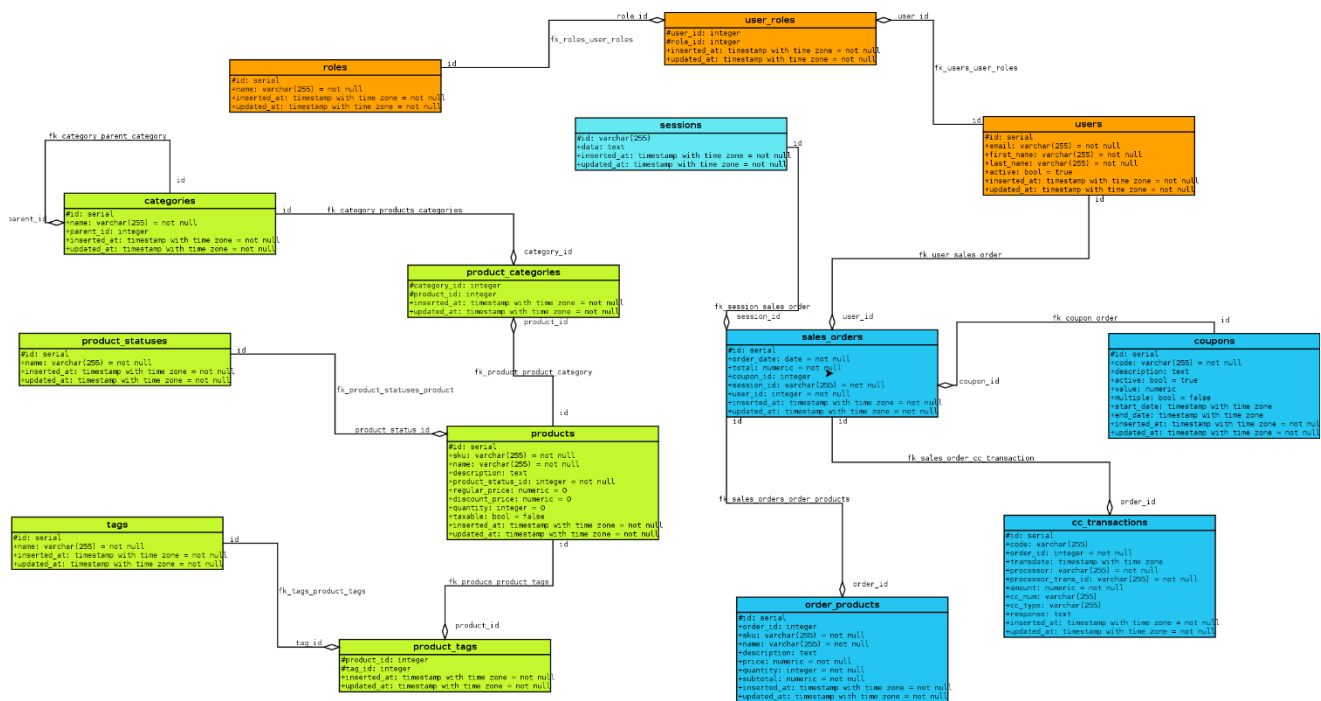 role_id
user_roles
user_id
#user_id: integer
#role_id: integer
+inserted_at: timestamp with time zone = not null
+updated_at: timestamp with time zone = not null
fk_roles_user_roles
fk_users_user_roles
id
roles
#id: serial
+name: varchar(255) = not null
+inserted_at: timestamp with time zone = not null
+updated_at: timestamp with time zone = not null
sessions
#id: varchar(255)
+data: text
+inserted_at: timestamp with time zone = not null
+updated_at: timestamp with time zone = not null
id
id
users
#id: serial
+email: varchar(255) = not null
+first_name: varchar(255) = not null
+last_name: varchar(255) = not null
+active: bool = true
+inserted_at: timestamp with time zone = not null
+updated_at: timestamp with time zone = not null
id
fk_category_parent_category
id
parent_id
categories
#id: serial
+name: varchar(255) = not null
+parent_id: integer
+inserted_at: timestamp with time zone = not null
+updated_at: timestamp with time zone = not null
id
fk_category_products_categories
category_id
fk_user_sales_order
product_categories
#category_id: integer
#product_id: integer
+inserted_at: timestamp with time zone = not null
+updated_at: timestamp with time zone = not null
product_id
fk_session_sales_order
session_id
user_id
fk_coupon_order
id
product_statuses
#id: serial
+name: varchar(255) = not null
+inserted_at: timestamp with time zone = not null
+updated_at: timestamp with time zone = not null
id
fk_product_statuses_product
product_status_id
fk_product_product_category
id
sales_orders
#id: serial
+order_date: date = not null
+total: numeric = not null
+coupon_id: integer
+session_id: varchar(255) = not null
+user_id: integer = not null
+inserted_at: timestamp with time zone = not null
+updated_at: timestamp with time zone = not null
id
id
coupon_id
coupons
#id: serial
+code: varchar(255) = not null
+description: text
+active: bool = true
+value: numeric
+multiple: bool = false
+start_date: timestamp with time zone
+end_date: timestamp with time zone
+inserted_at: timestamp with time zone = not null
+updated_at: timestamp with time zone = not null
products
#id: serial
+sku: varchar(255) = not null
+name: varchar(255) = not null
+description: text
+product_status_id: integer = not null
+regular_price: numeric = 0
+discount_price: numeric = 0
+quantity: integer = 0
+taxable: bool = false
+inserted_at: timestamp with time zone = not null
+updated_at: timestamp with time zone = not null
id
fk_sales_order_cc_transaction
fk_sales_orders_order_products
order_id
tags
#id: serial
+name: varchar(255) = not null
+inserted_at: timestamp with time zone = not null
+updated_at: timestamp with time zone = not null
id
fk_tags_product_tags
fk_producs_product_tags
product_id
tag_id
product_tags
#product_id: integer
#tag_id: integer
+inserted_at: timestamp with time zone = not null
+updated_at: timestamp with time zone = not null
cc_transactions
#id: serial
+code: varchar(255)
+order_id: integer = not null
+transdate: timestamp with time zone
+processor: varchar(255) = not null
+processor_trans_id: varchar(255) = not null
+amount: numeric = not null
+cc_num: varchar(255)
+cc_type: varchar(255)
+response: text
+inserted_at: timestamp with time zone = not null
+updated_at: timestamp with time zone = not null
order_id
order_products
#id: serial
+order_id: integer
+sku: varchar(255) = not null
+name: varchar(255) = not null
+description: text
+price: numeric = not null
+quantity: integer = not null
+subtotal: numeric = not null
+inserted_at: timestamp with time zone = not null
+updated_at: timestamp with time zone = not null